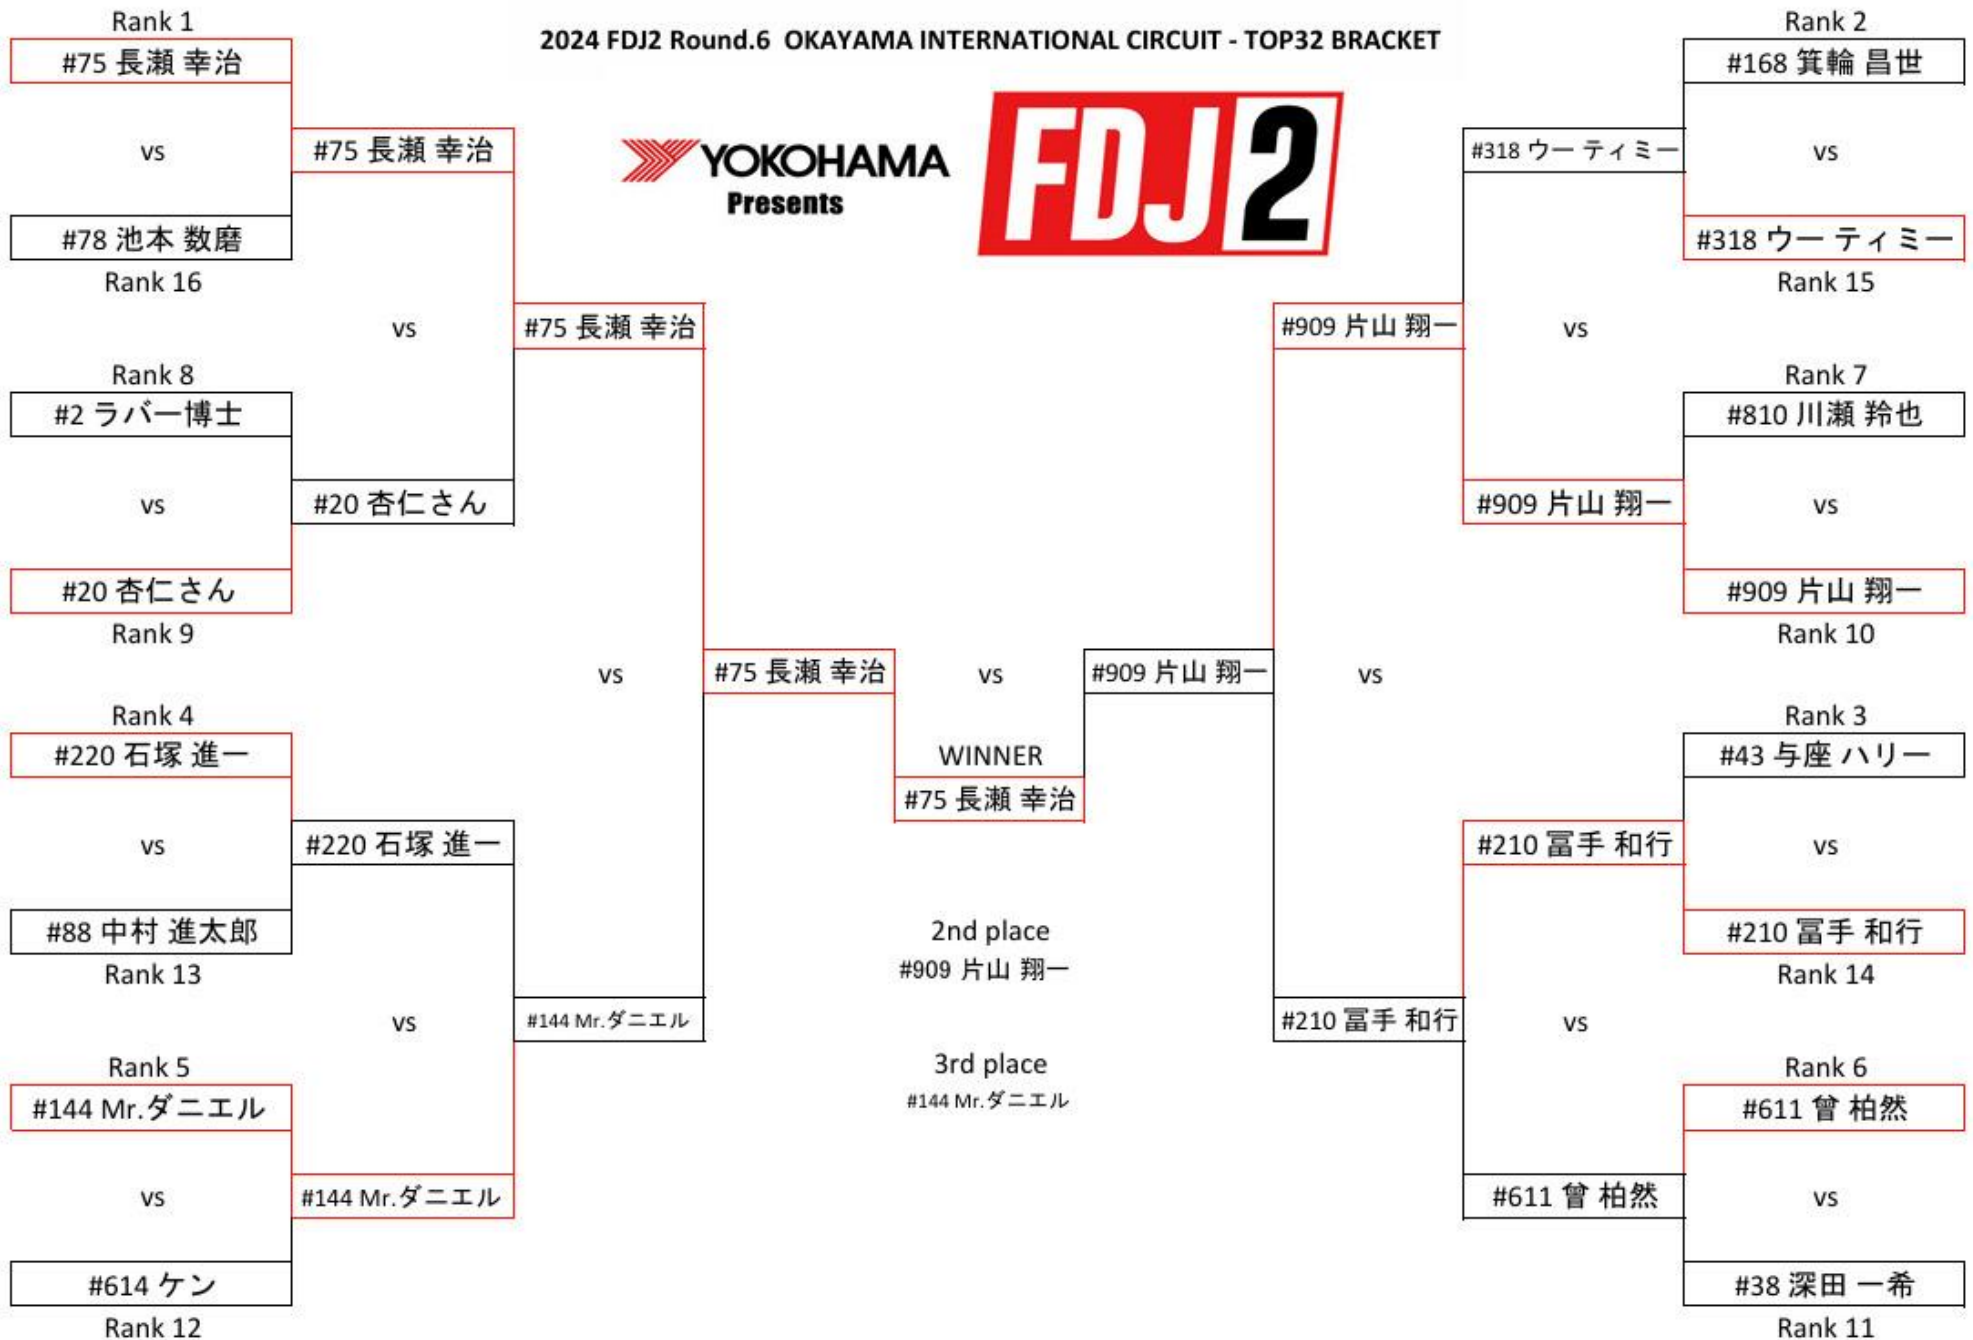 2024 FDJ2 Round.6 OKAYAMA INTERNATIONAL CIRCUIT - TOP32 BRACKET
YOKOHAMA
Presents
FDJ2
Rank 1
#75 長瀬 幸治
vs
#78 池本 数磨
Rank 16
Rank 8
#2 ラバー博士
vs
#20 杏仁さん
Rank 9
Rank 4
#220 石塚 進一
vs
#88 中村 進太郎
Rank 13
Rank 5
#144 Mr.ダニエル
vs
#614 ケン
Rank 12
#75 長瀬 幸治
vs
#20 杏仁さん
#220 石塚 進一
vs
#144 Mr.ダニエル
#75 長瀬 幸治
vs
#144 Mr.ダニエル
#75 長瀬 幸治
vs
#909 片山 翔一
WINNER
#75 長瀬 幸治
2nd place
#909 片山 翔一
3rd place
#144 Mr.ダニエル
#909 片山 翔一
vs
#210 冨手 和行
#318 ウー ティミー
vs
#909 片山 翔一
#210 冨手 和行
vs
#611 曾 柏然
Rank 2
#168 箕輪 昌世
vs
#318 ウー ティミー
Rank 15
Rank 7
#810 川瀬 羚也
vs
#909 片山 翔一
Rank 10
Rank 3
#43 与座 ハリー
vs
#210 冨手 和行
Rank 14
Rank 6
#611 曾 柏然
vs
#38 深田 一希
Rank 11